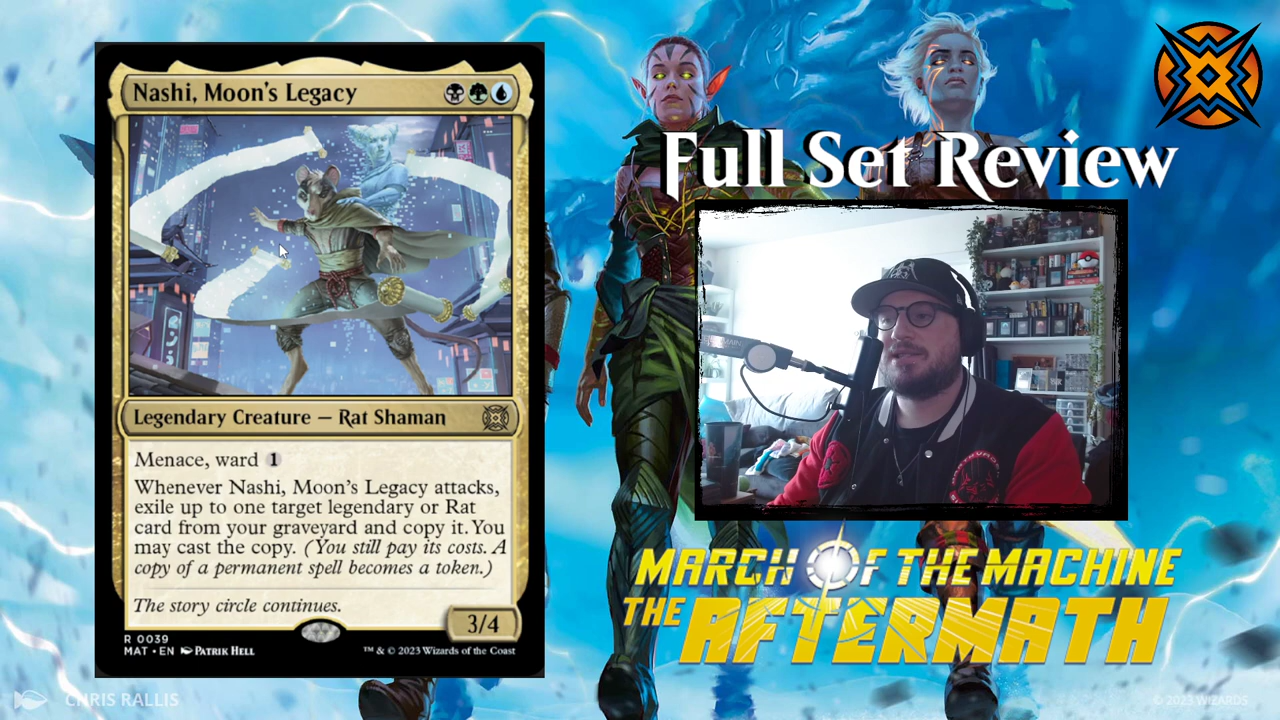 Nashi, Moon's Legacy
Legendary Creature — Rat Shaman
Menace, ward 1
Whenever Nashi, Moon's Legacy attacks,
exile up to one target legendary or Rat
card from your graveyard and copy it. You
may cast the copy. (You still pay its costs. A
copy of a permanent spell becomes a token.)
The story circle continues.
3/4
R 0039
MAT • EN PATRIK HELL
™ & © 2023 Wizards of the Coast
Full Set Review
MARCH OF THE MACHINE
THE AFTERMATH
CHRIS RALLIS
© 2023 WIZARDS